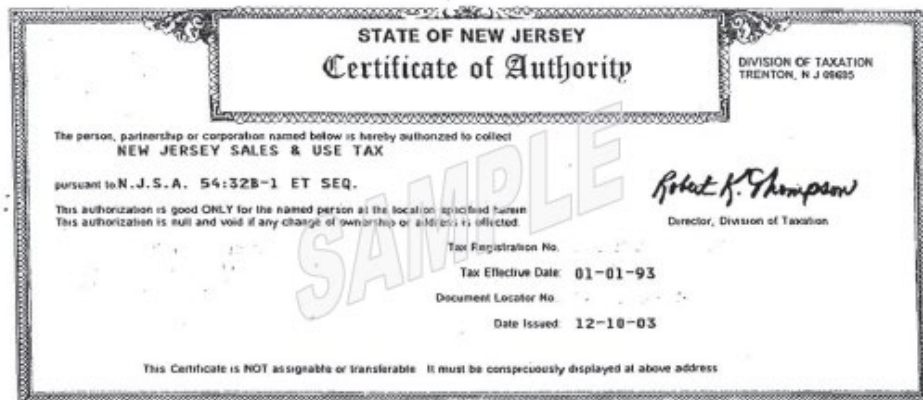 STATE OF NEW JERSEY
Certificate of Authority
DIVISION OF TAXATION
TRENTON, N J 08695
The person, partnership or corporation named below is hereby authorized to collect
NEW JERSEY SALES & USE TAX
pursuant to N.J.S.A. 54:32B-1 ET SEQ.
This authorization is good ONLY for the named person at the location specified herein
This authorization is null and void if any change of ownership or address is effected.
Robert K. Thompson
Director, Division of Taxation
Tax Registration No.
Tax Effective Date: 01-01-93
Document Locator No.
Date Issued: 12-10-03
SAMPLE
This Certificate is NOT assignable or transferable It must be conspicuously displayed at above address